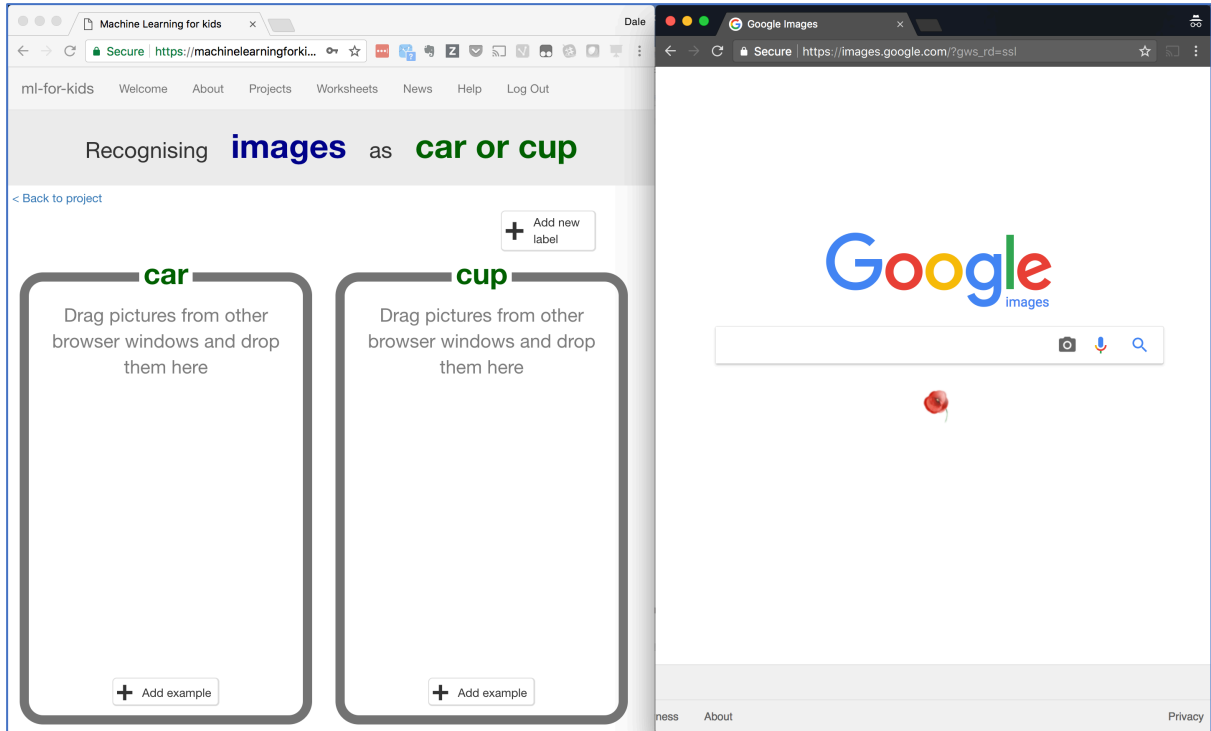 Machine Learning for kids
Dale
Secure https://machinelearningforki...
ml-for-kids Welcome About Projects Worksheets News Help Log Out
Recognising images as car or cup
< Back to project
Add new
label
car
Drag pictures from other
browser windows and drop
them here
Add example
cup
Drag pictures from other
browser windows and drop
them here
Add example
Google Images
Secure https://images.google.com/?gws_rd=ssl
Google
images
ness About Privacy